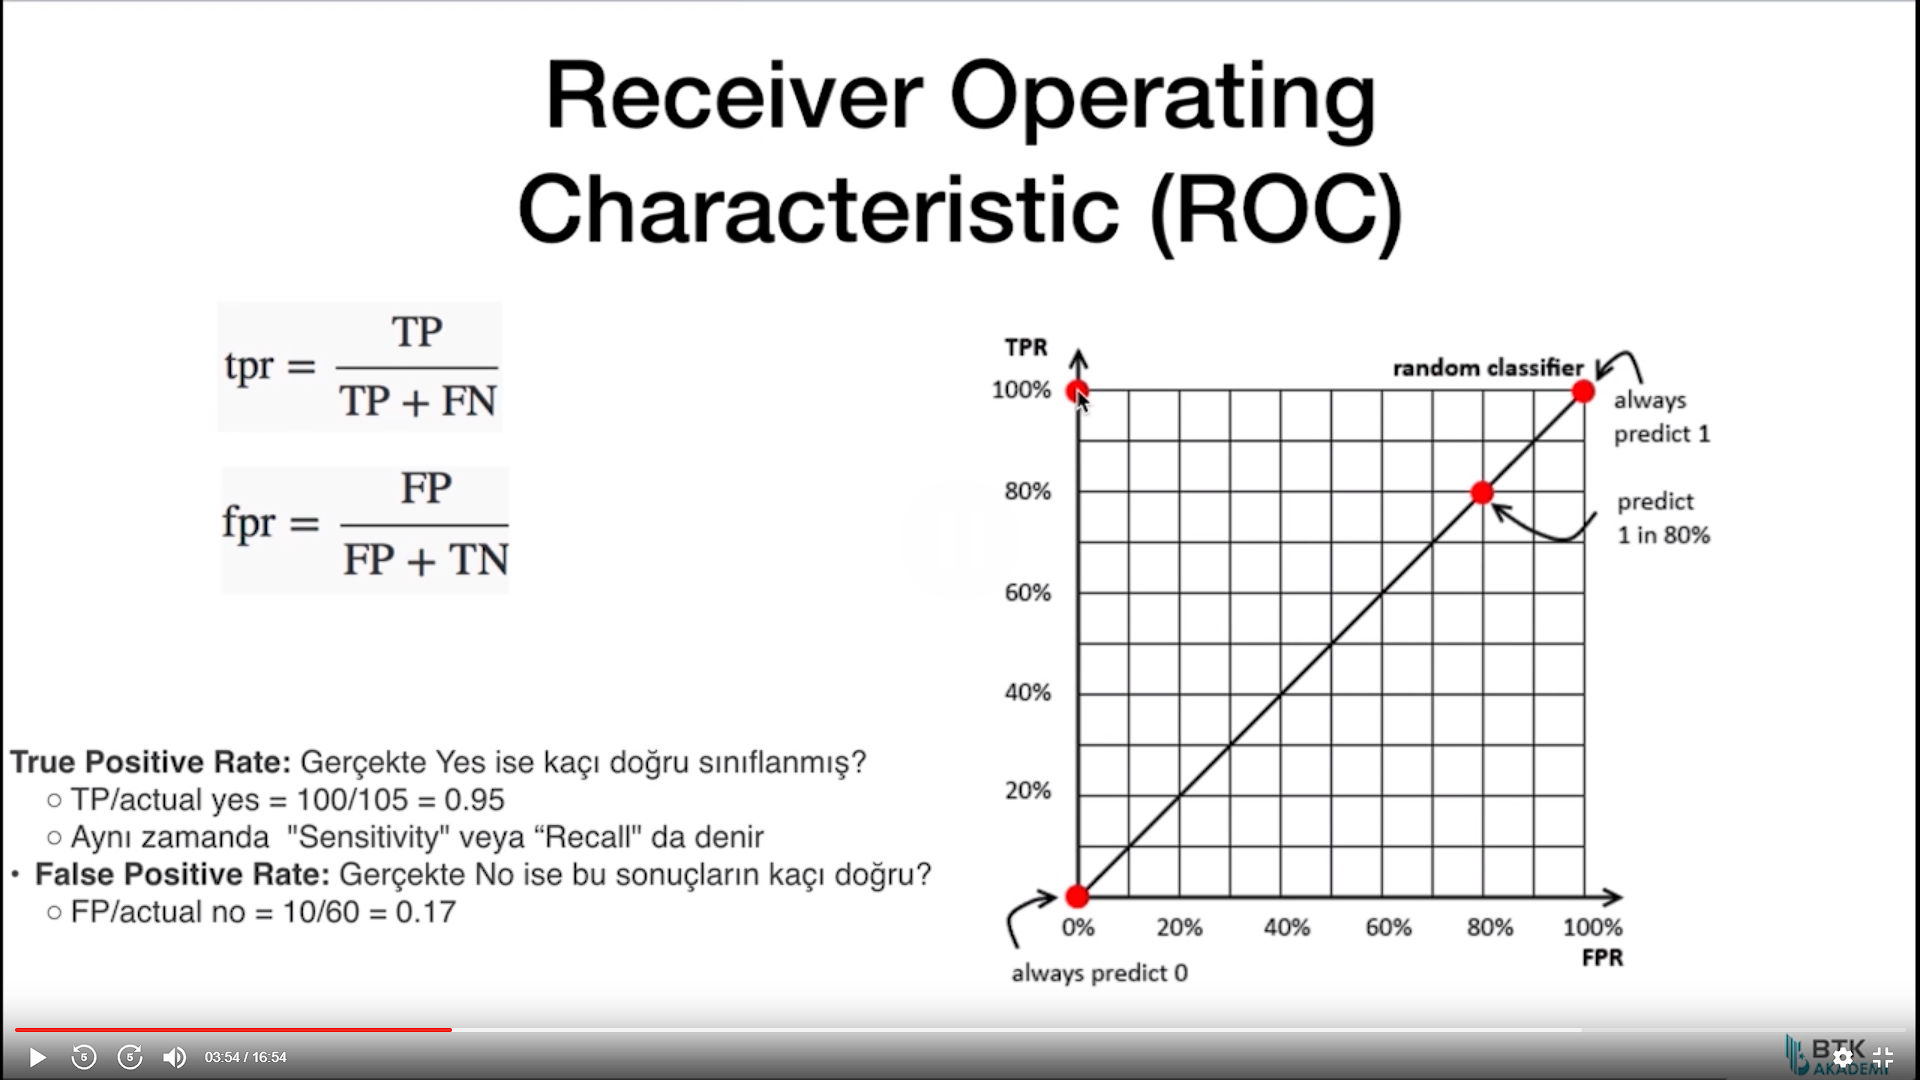 Receiver Operating
Characteristic (ROC)
tpr = TP / TP + FN
fpr = FP / FP + TN
True Positive Rate: Gerçekte Yes ise kaçı doğru sınıflanmış?
○ TP/actual yes = 100/105 = 0.95
○ Aynı zamanda "Sensitivity" veya “Recall" da denir
• False Positive Rate: Gerçekte No ise bu sonuçların kaçı doğru?
○ FP/actual no = 10/60 = 0.17
TPR
100%
80%
60%
40%
20%
random classifier
always
predict 1
predict
1 in 80%
0% 20% 40% 60% 80% 100%
FPR
always predict 0
5 5 03:54 / 16:54
BTK
AKADEMİ